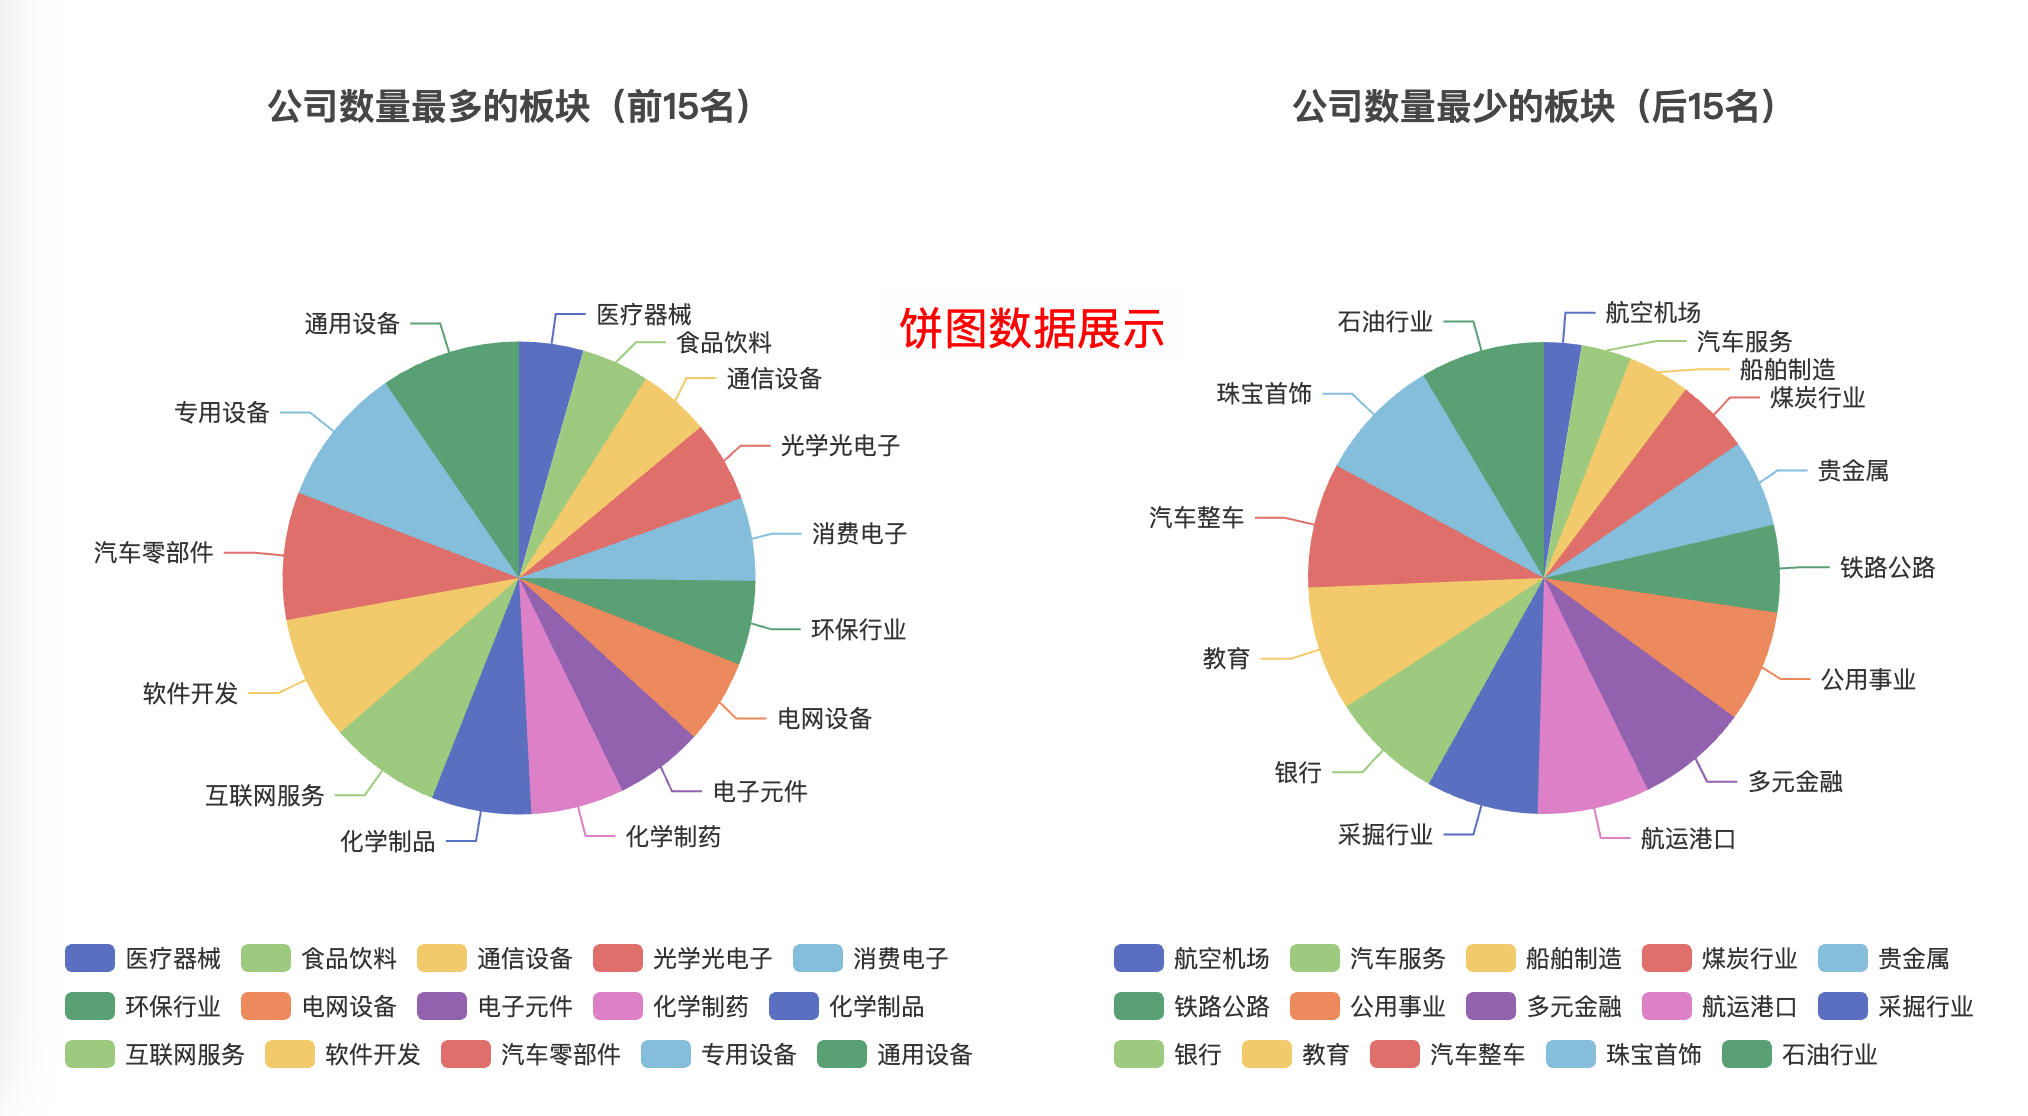 公司数量最多的板块（前15名）
公司数量最少的板块（后15名）
饼图数据展示
医疗器械
食品饮料
通信设备
光学光电子
消费电子
环保行业
电网设备
电子元件
化学制药
化学制品
互联网服务
软件开发
汽车零部件
专用设备
通用设备
航空机场
汽车服务
船舶制造
煤炭行业
贵金属
铁路公路
公用事业
多元金融
航运港口
采掘行业
银行
教育
汽车整车
珠宝首饰
石油行业
医疗器械 食品饮料 通信设备 光学光电子 消费电子
环保行业 电网设备 电子元件 化学制药 化学制品
互联网服务 软件开发 汽车零部件 专用设备 通用设备
航空机场 汽车服务 船舶制造 煤炭行业 贵金属
铁路公路 公用事业 多元金融 航运港口 采掘行业
银行 教育 汽车整车 珠宝首饰 石油行业